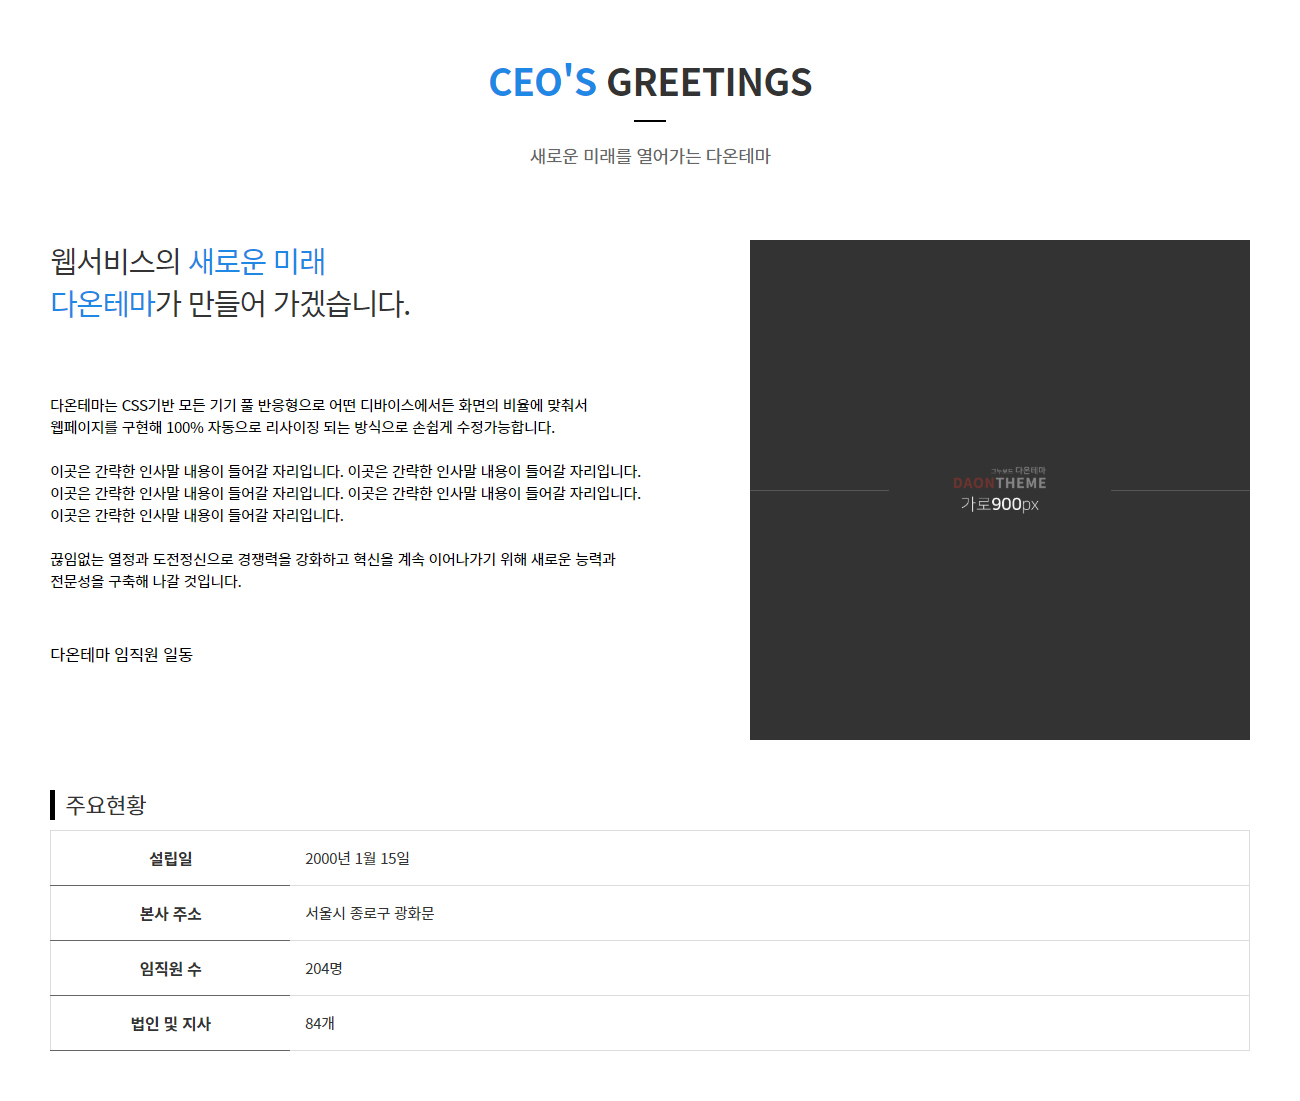 CEO'S GREETINGS
새로운 미래를 열어가는 다온테마
웹서비스의 새로운 미래
다온테마가 만들어 가겠습니다.
다온테마는 CSS기반 모든 기기 풀 반응형으로 어떤 디바이스에서든 화면의 비율에 맞춰서
웹페이지를 구현해 100% 자동으로 리사이징 되는 방식으로 손쉽게 수정가능합니다.
이곳은 간략한 인사말 내용이 들어갈 자리입니다. 이곳은 간략한 인사말 내용이 들어갈 자리입니다.
이곳은 간략한 인사말 내용이 들어갈 자리입니다. 이곳은 간략한 인사말 내용이 들어갈 자리입니다.
이곳은 간략한 인사말 내용이 들어갈 자리입니다.
끊임없는 열정과 도전정신으로 경쟁력을 강화하고 혁신을 계속 이어나가기 위해 새로운 능력과
전문성을 구축해 나갈 것입니다.
다온테마 임직원 일동
그누보드 다온테마
DAONTHEME
가로900px
주요현황
설립일 2000년 1월 15일
본사 주소 서울시 종로구 광화문
임직원 수 204명
법인 및 지사 84개